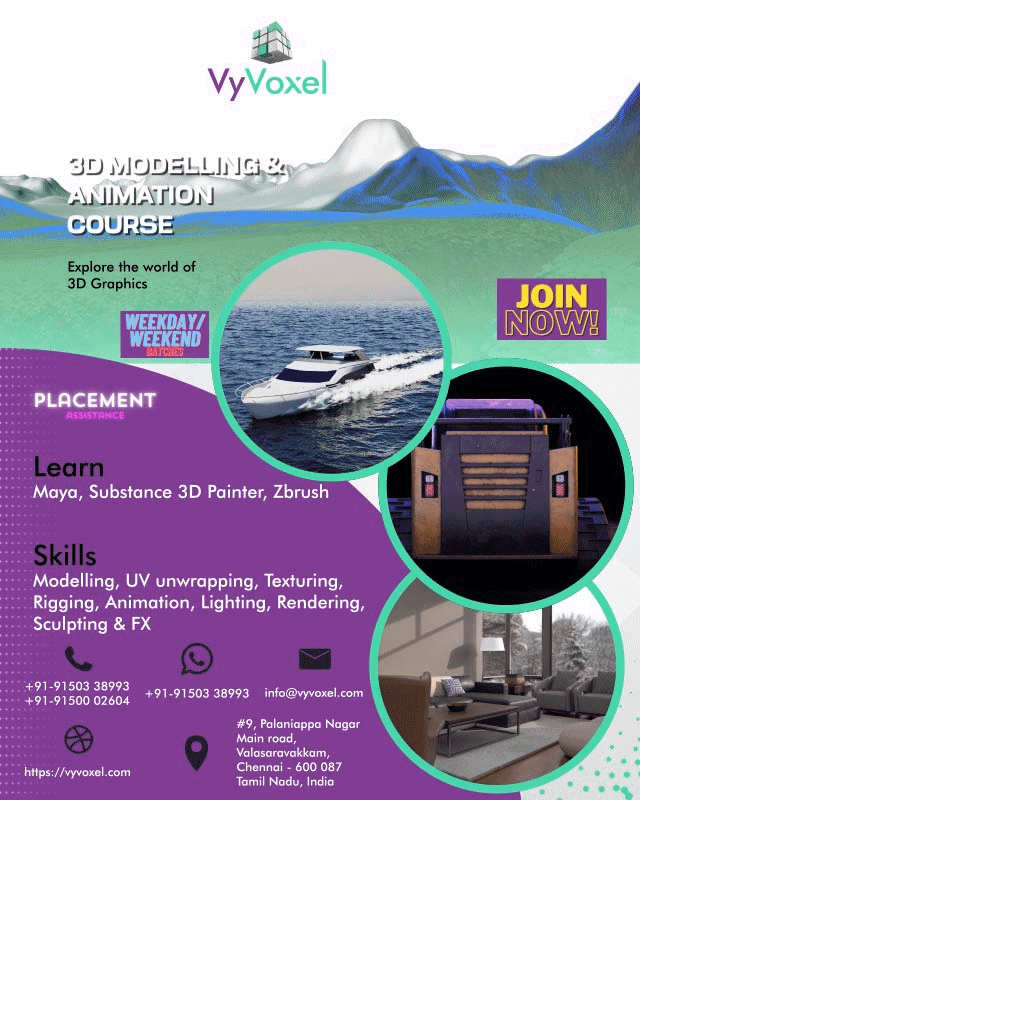 VyVoxel
3D MODELLING &
ANIMATION
COURSE
Explore the world of
3D Graphics
JOIN
NOW!
WEEKDAY/
WEEKEND
BATCHES
PLACEMENT
ASSISTANCE
Learn
Maya, Substance 3D Painter, Zbrush
Skills
Modelling, UV unwrapping, Texturing,
Rigging, Animation, Lighting, Rendering,
Sculpting & FX
+91-91503 38993
+91-91500 02604
+91-91503 38993
info@vyvoxel.com
https://vyvoxel.com
#9, Palaniappa Nagar
Main road,
Valasaravakkam,
Chennai - 600 087
Tamil Nadu, India